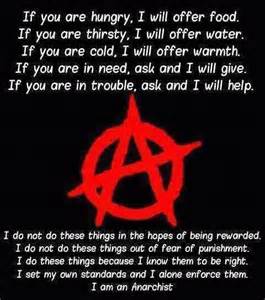 If you are hungry, I will offer food.
If you are thirsty, I will offer water.
If you are cold, I will offer warmth.
If you are in need, ask and I will give.
If you are in trouble, ask and I will help.
A
I do not do these things in the hopes of being rewarded.
I do not do these things out of fear of punishment.
I do these things because I know them to be right.
I set my own standards and I alone enforce them.
I am an Anarchist